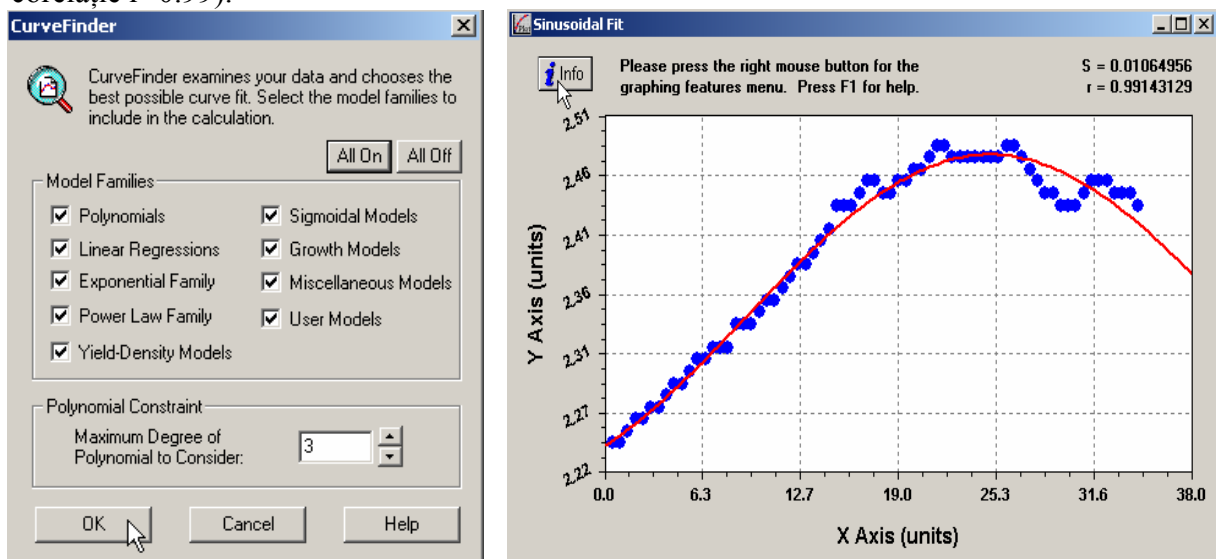 corelație r=0.99).
CurveFinder
CurveFinder examines your data and chooses the
best possible curve fit. Select the model families to
include in the calculation.
All On All Off
Model Families
Polynomials Sigmoidal Models
Linear Regressions Growth Models
Exponential Family Miscellaneous Models
Power Law Family User Models
Yield-Density Models
Polynomial Constraint
Maximum Degree of
Polynomial to Consider:
3
OK Cancel Help
Sinusoidal Fit
Info
Please press the right mouse button for the
graphing features menu. Press F1 for help.
S = 0.01064956
r = 0.99143129
Y Axis (units)
2.51
2.46
2.41
2.36
2.31
2.27
2.22
0.0 6.3 12.7 19.0 25.3 31.6 38.0
X Axis (units)